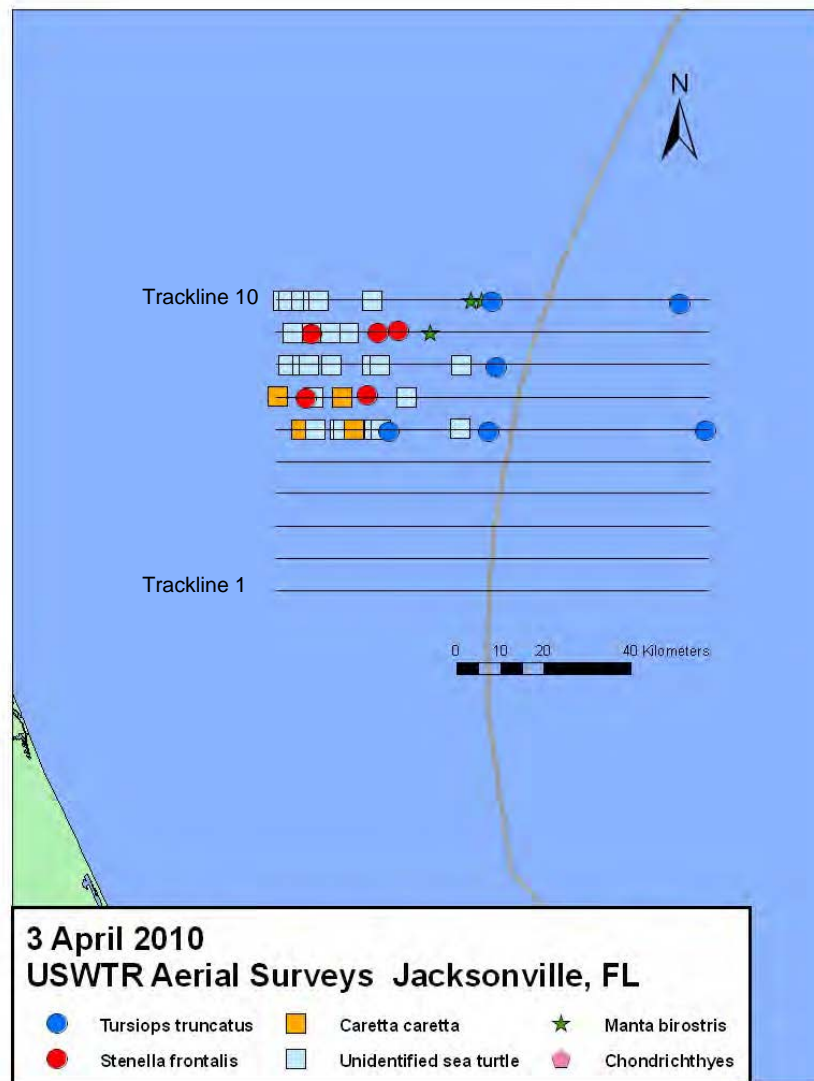 N
Trackline 10
Trackline 1
0 10 20 40 Kilometers
3 April 2010
USWTR Aerial Surveys Jacksonville, FL
Tursiops truncatus Caretta caretta Manta birostris
Stenella frontalis Unidentified sea turtle Chondrichthyes